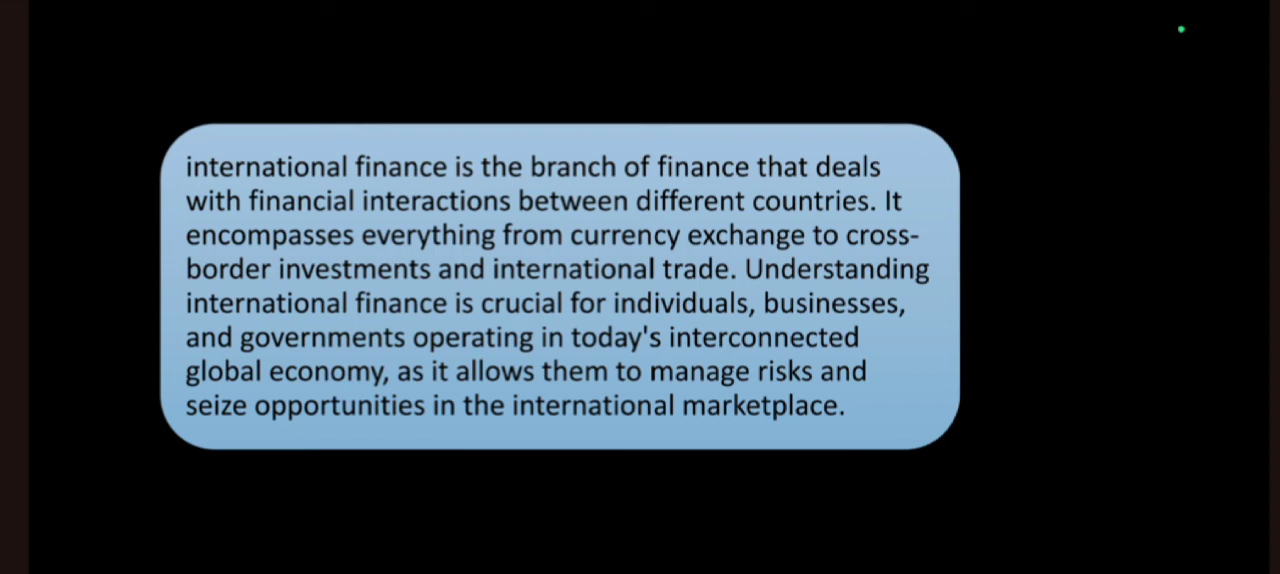 international finance is the branch of finance that deals
with financial interactions between different countries. It
encompasses everything from currency exchange to cross-
border investments and international trade. Understanding
international finance is crucial for individuals, businesses,
and governments operating in today's interconnected
global economy, as it allows them to manage risks and
seize opportunities in the international marketplace.